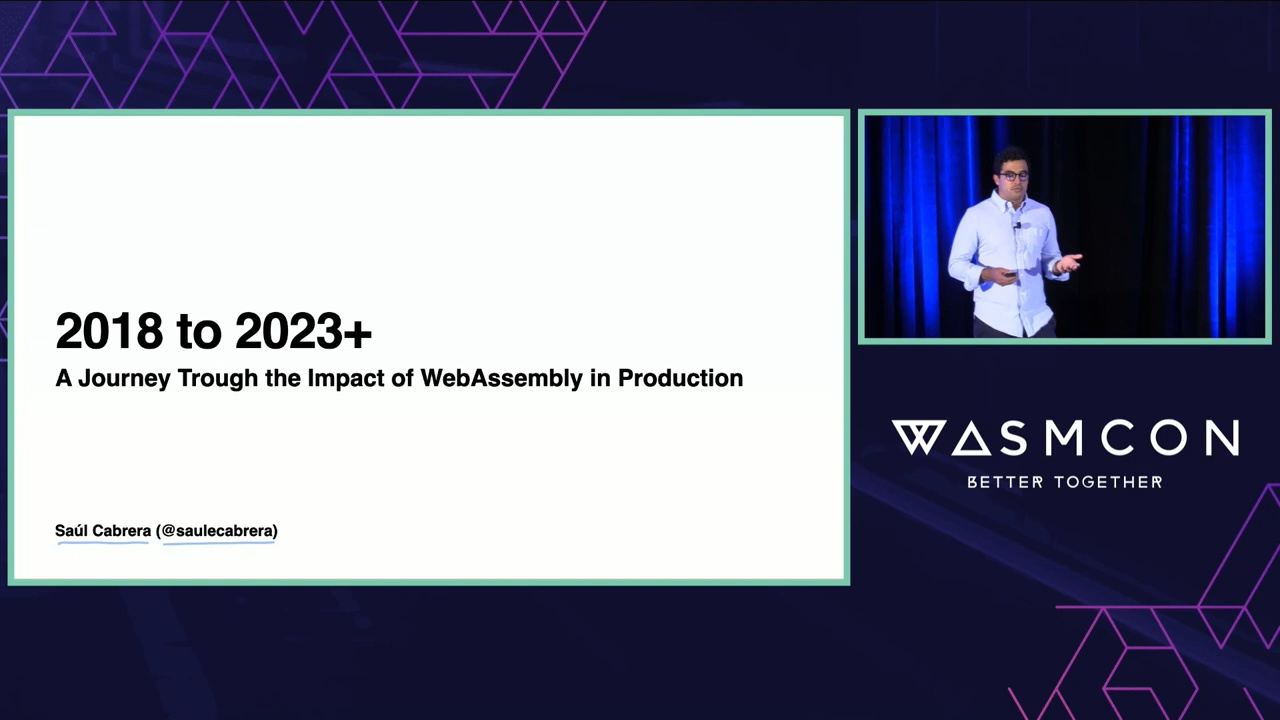 2018 to 2023+
A Journey Trough the Impact of WebAssembly in Production
Saúl Cabrera (@saulecabrera)
WASMCON
BETTER TOGETHER